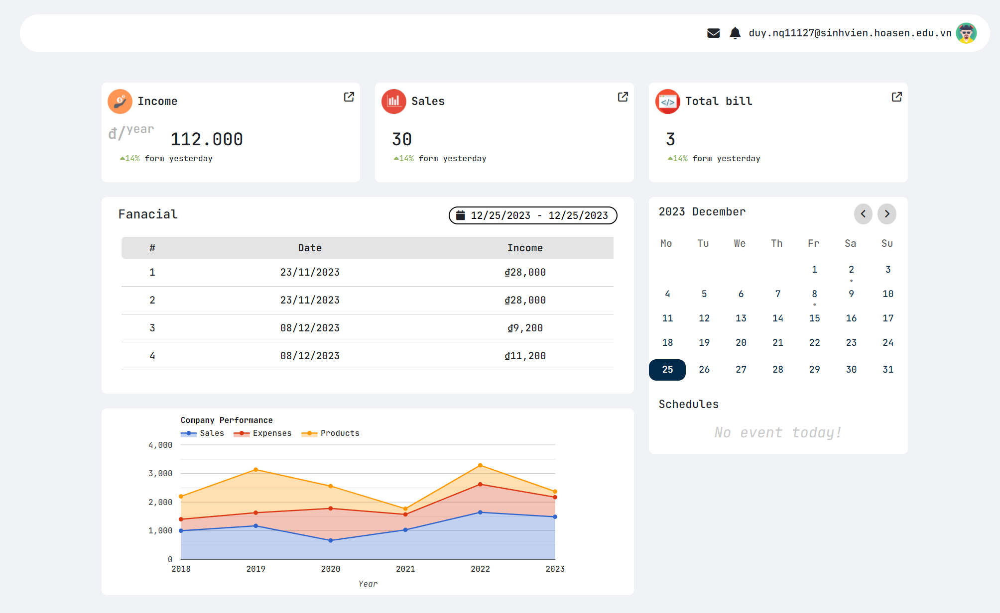 duy.nq11127@sinhvien.hoasen.edu.vn
Income
đ/year 112.000
14% form yesterday
Sales
30
14% form yesterday
</>
Total bill
3
14% form yesterday
Fanacial
12/25/2023 - 12/25/2023
# Date Income
1 23/11/2023 ₫28,000
2 23/11/2023 ₫28,000
3 08/12/2023 ₫9,200
4 08/12/2023 ₫11,200
2023 December
Mo Tu We Th Fr Sa Su
1 2 3
4 5 6 7 8 9 10
11 12 13 14 15 16 17
18 19 20 21 22 23 24
25 26 27 28 29 30 31
Schedules
No event today!
Company Performance
Sales Expenses Products
4,000
3,000
2,000
1,000
0
2018 2019 2020 2021 2022 2023
Year